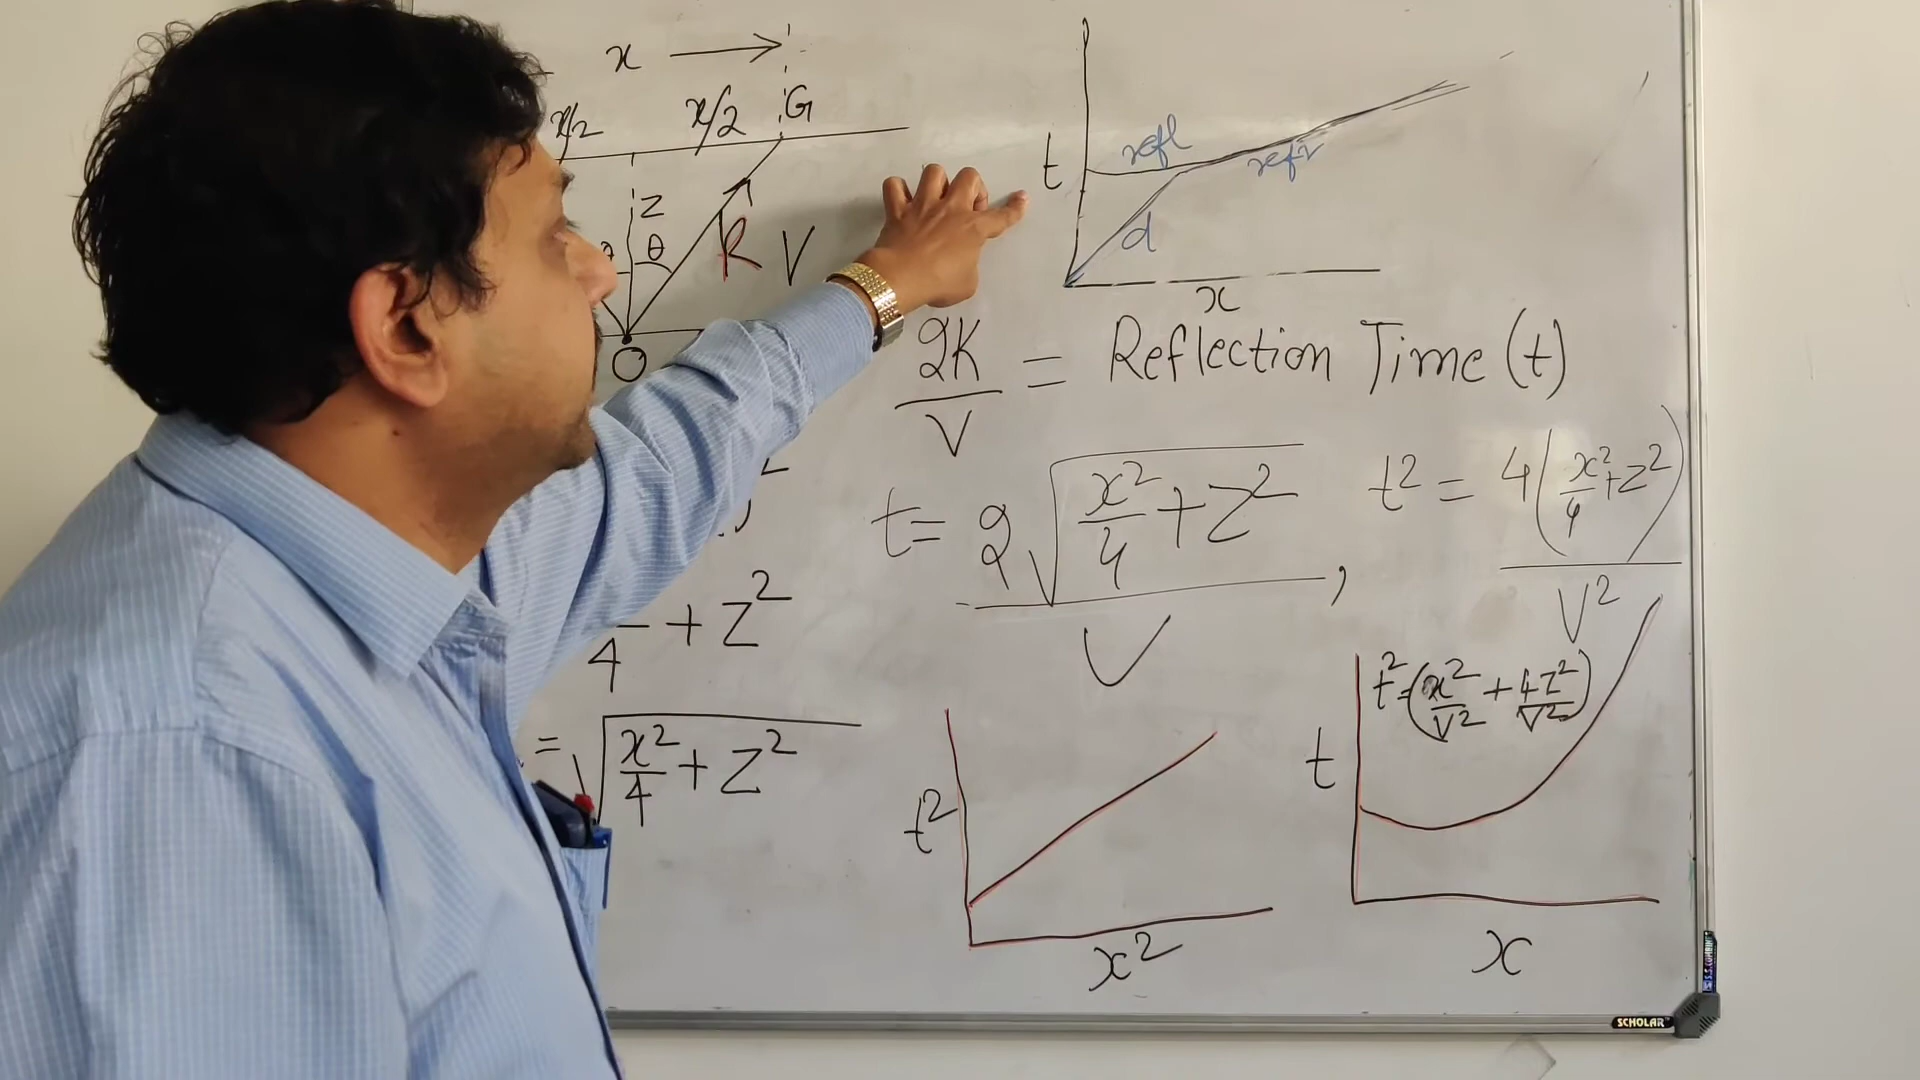 x →
x/2 x/2 G
Z
θ R V
O
t refl refr
d
x
2K/V = Reflection Time (t)
t = 2√(x²/4 + Z²)/V , t² = 4(x²/4 + Z²)/V²
4 + Z²
= √(x²/4 + Z²)
t² x²
t² = (x²/V² + 4Z²/V²)
t x
SCHOLAR